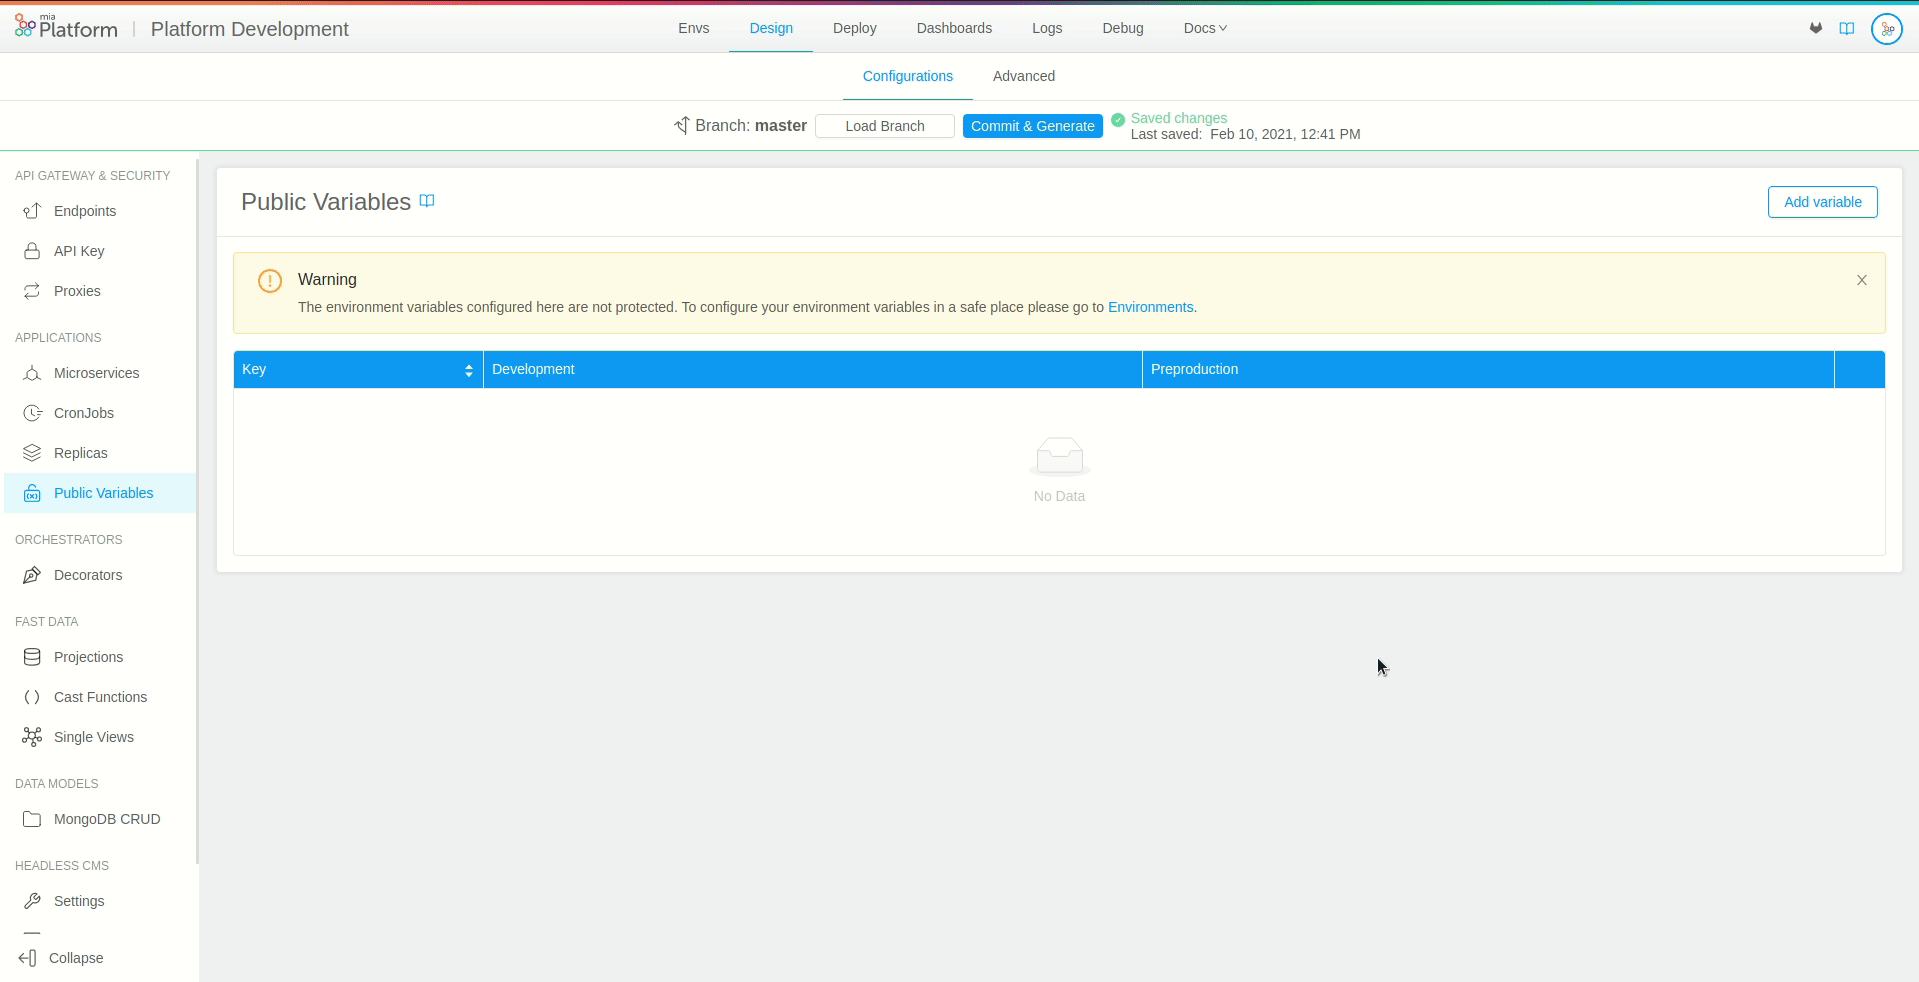 mia
Platform | Platform Development
Envs Design Deploy Dashboards Logs Debug Docs
Configurations Advanced
Branch: master Load Branch Commit & Generate Saved changes
Last saved: Feb 10, 2021, 12:41 PM
API GATEWAY & SECURITY
Endpoints
API Key
Proxies
APPLICATIONS
Microservices
CronJobs
Replicas
Public Variables
ORCHESTRATORS
Decorators
FAST DATA
Projections
Cast Functions
Single Views
DATA MODELS
MongoDB CRUD
HEADLESS CMS
Settings
Collapse
Public Variables Add variable
Warning
The environment variables configured here are not protected. To configure your environment variables in a safe place please go to Environments.
Key Development Preproduction
No Data